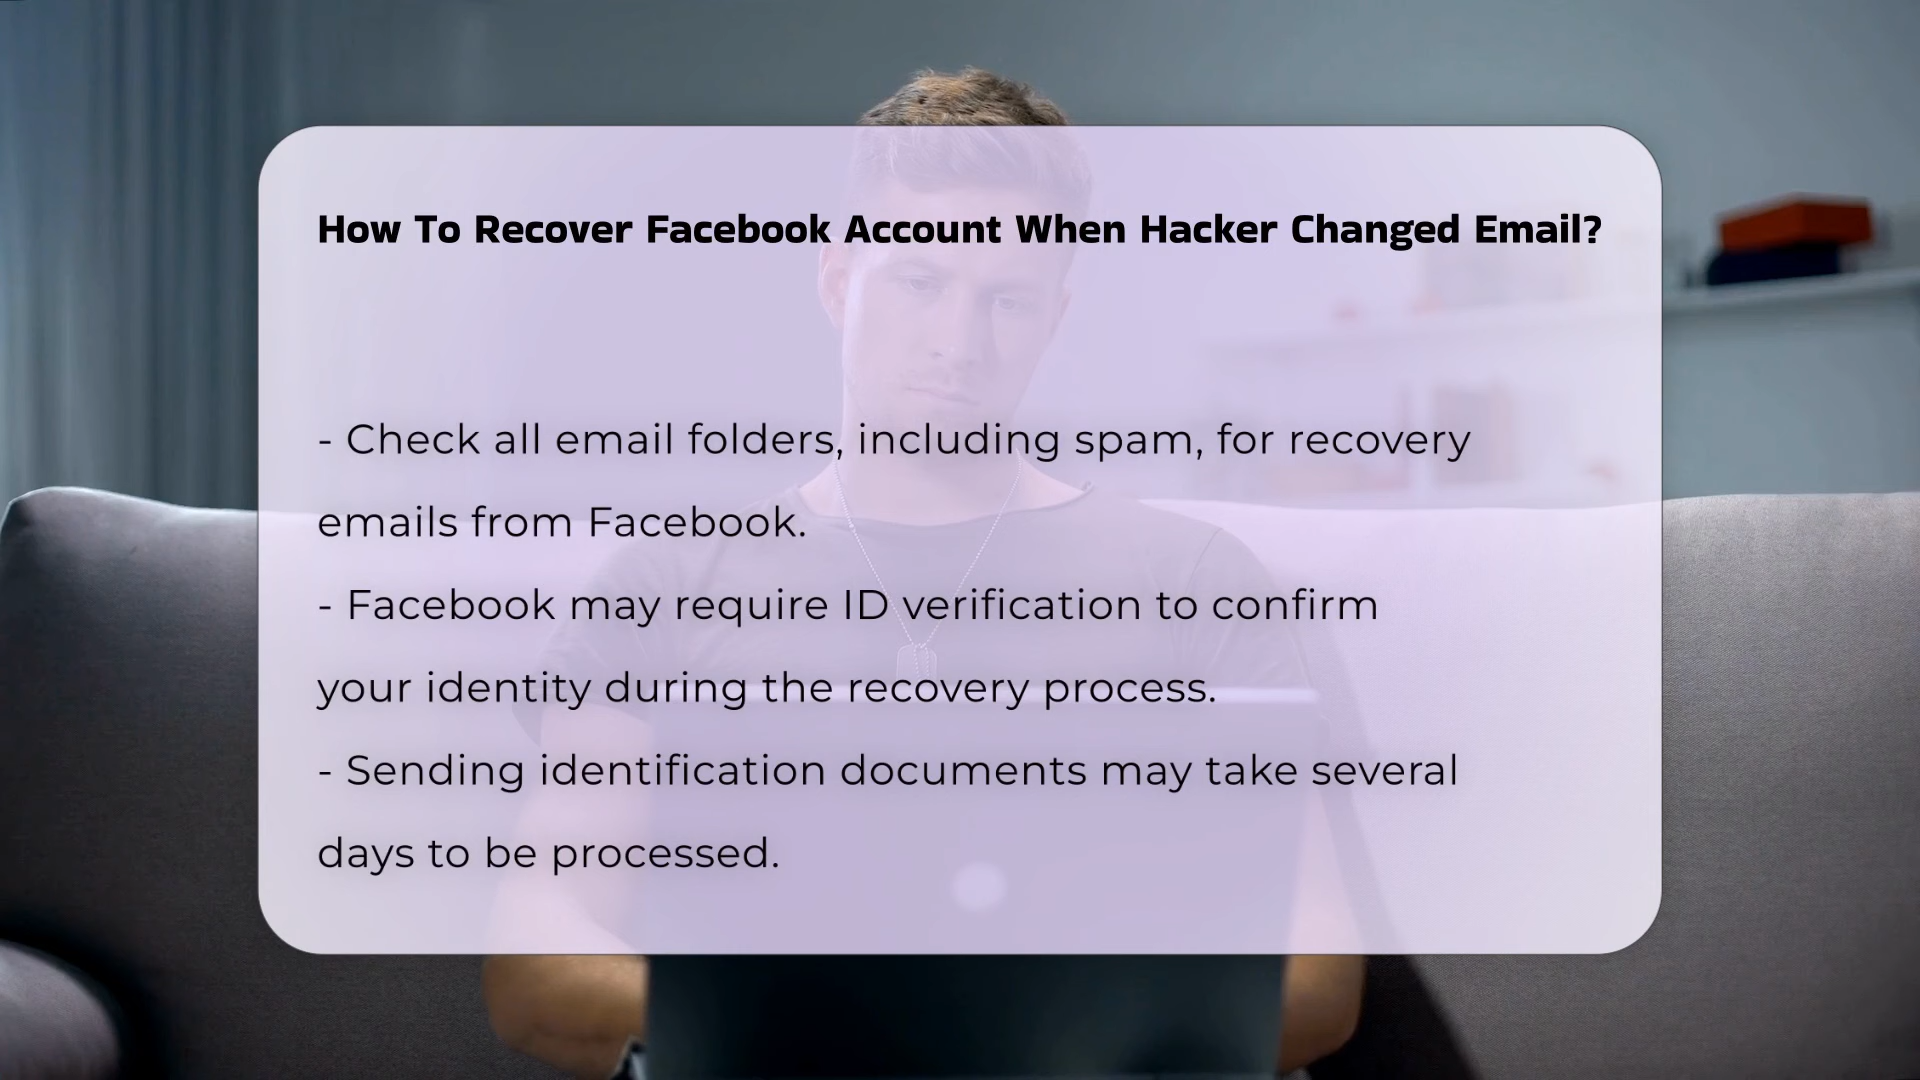 How To Recover Facebook Account When Hacker Changed Email?
- Check all email folders, including spam, for recovery
emails from Facebook.
- Facebook may require ID verification to confirm
your identity during the recovery process.
- Sending identification documents may take several
days to be processed.